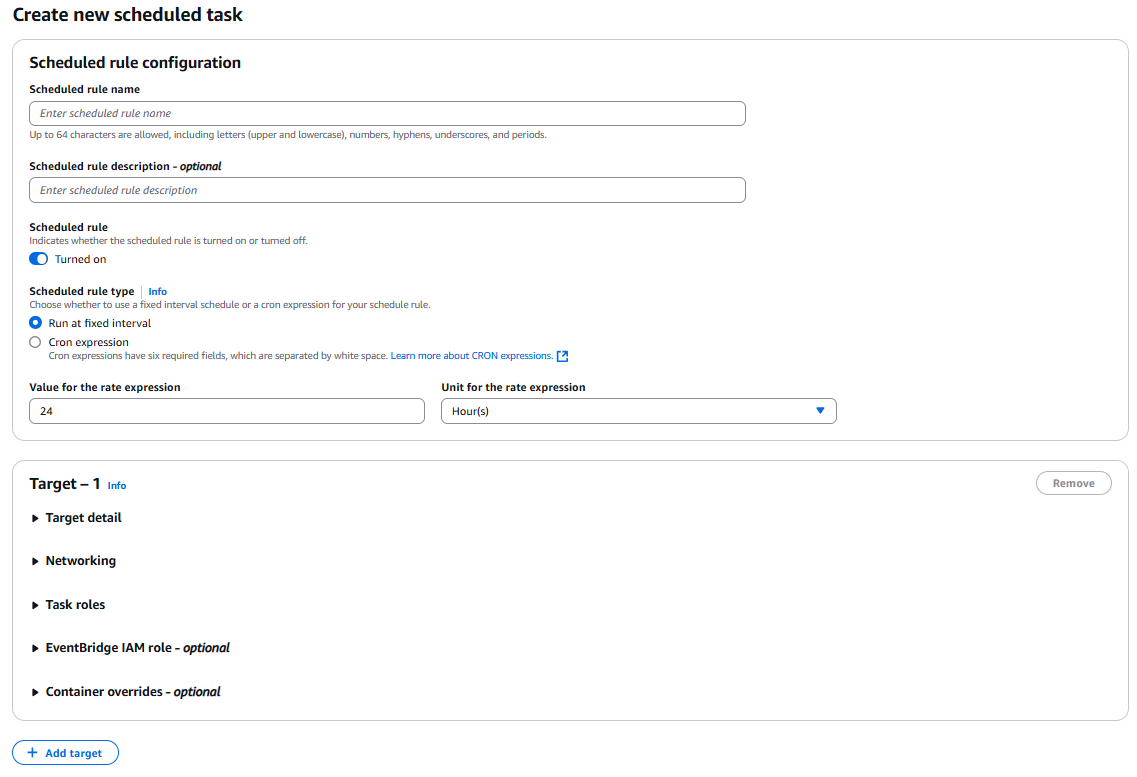 Create new scheduled task
Scheduled rule configuration
Scheduled rule name
Enter scheduled rule name
Up to 64 characters are allowed, including letters (upper and lowercase), numbers, hyphens, underscores, and periods.
Scheduled rule description - optional
Enter scheduled rule description
Scheduled rule
Indicates whether the scheduled rule is turned on or turned off.
Turned on
Scheduled rule type Info
Choose whether to use a fixed interval schedule or a cron expression for your schedule rule.
Run at fixed interval
Cron expression
Cron expressions have six required fields, which are separated by white space. Learn more about CRON expressions.
Value for the rate expression Unit for the rate expression
24 Hour(s)
Target – 1 Info Remove
Target detail
Networking
Task roles
EventBridge IAM role - optional
Container overrides - optional
+ Add target